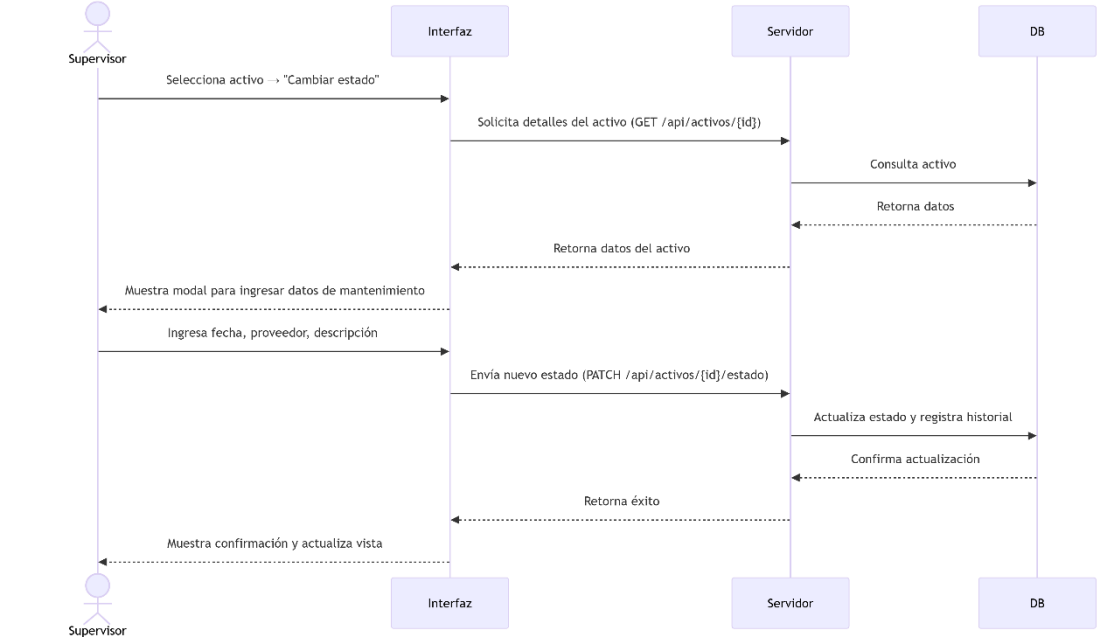 Supervisor
Interfaz
Servidor
DB
Selecciona activo → "Cambiar estado"
Solicita detalles del activo (GET /api/activos/{id})
Consulta activo
Retorna datos
Retorna datos del activo
Muestra modal para ingresar datos de mantenimiento
Ingresa fecha, proveedor, descripción
Envía nuevo estado (PATCH /api/activos/{id}/estado)
Actualiza estado y registra historial
Confirma actualización
Retorna éxito
Muestra confirmación y actualiza vista
Supervisor
Interfaz
Servidor
DB